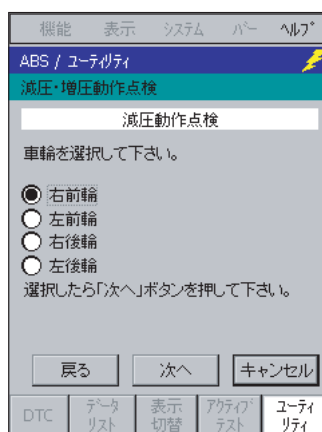 機能 表示 システム バー ヘルプ
ABS / ユーティリティ
減圧・増圧動作点検
減圧動作点検
車輪を選択して下さい。
右前輪
左前輪
右後輪
左後輪
選択したら「次へ」ボタンを押して下さい。
戻る 次へ キャンセル
DTC データリスト 表示切替 アクティブテスト ユーティリティ